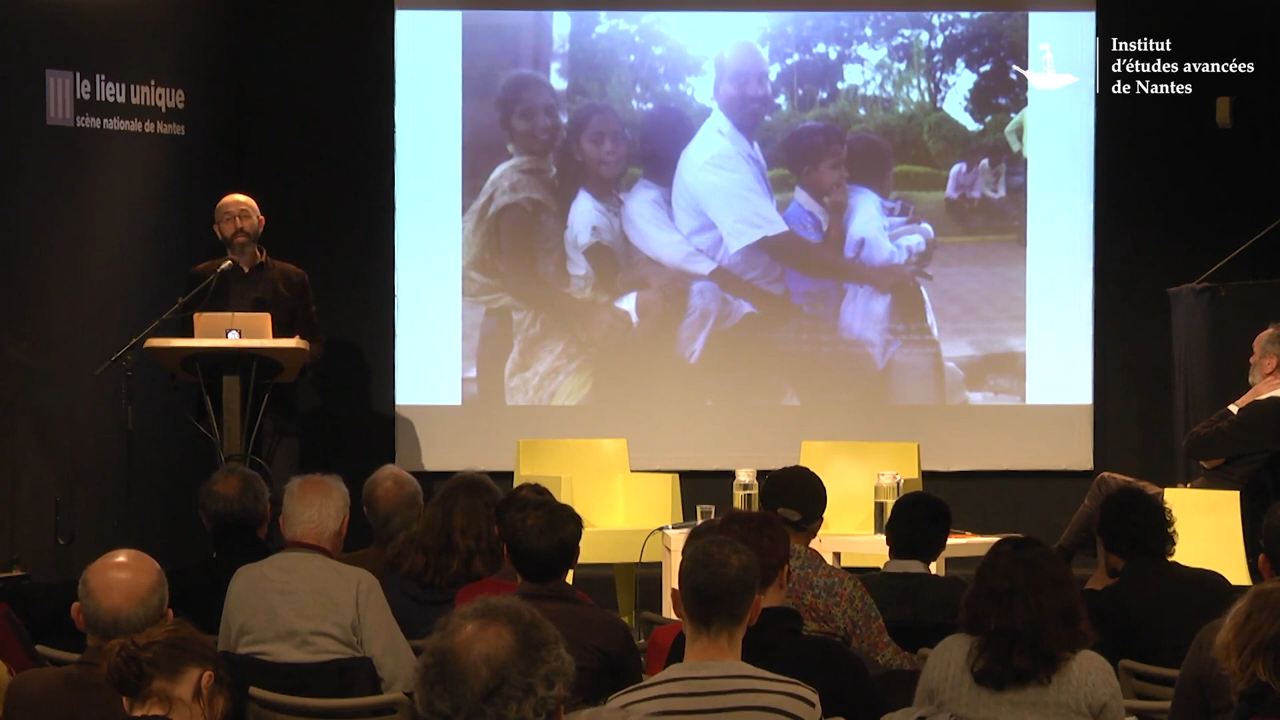 le lieu unique
scène nationale de Nantes
Institut
d'études avancées
de Nantes